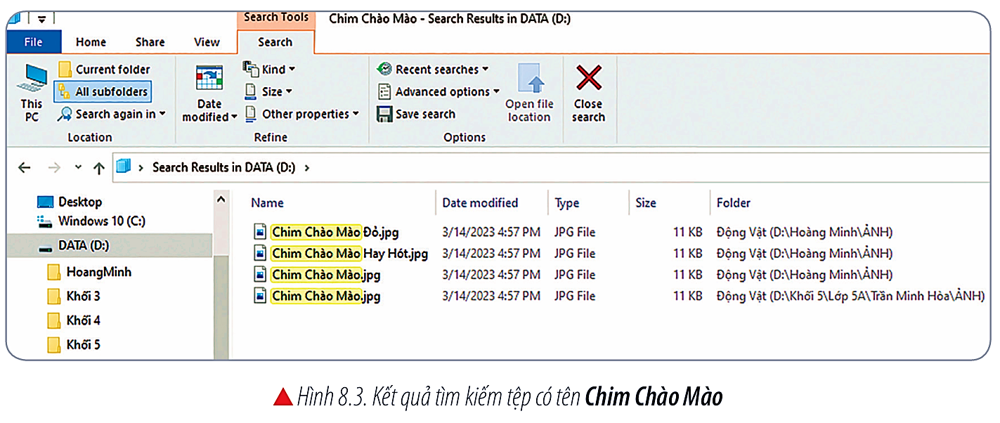 Search Tools
Chim Chào Mào - Search Results in DATA (D:)
File Home Share View Search
This PC
Current folder
All subfolders
Search again in
Location
Date modified
Kind
Size
Other properties
Refine
Recent searches
Advanced options
Save search
Options
Open file location
Close search
Search Results in DATA (D:)
Desktop
Windows 10 (C:)
DATA (D:)
HoangMinh
Khối 3
Khối 4
Khối 5
Name Date modified Type Size Folder
Chim Chào Mào Đỏ.jpg 3/14/2023 4:57 PM JPG File 11 KB Động Vật (D:\Hoàng Minh\ẢNH)
Chim Chào Mào Hay Hót.jpg 3/14/2023 4:57 PM JPG File 11 KB Động Vật (D:\Hoàng Minh\ẢNH)
Chim Chào Mào.jpg 3/14/2023 4:57 PM JPG File 11 KB Động Vật (D:\Hoàng Minh\ẢNH)
Chim Chào Mào.jpg 3/14/2023 4:57 PM JPG File 11 KB Động Vật (D:\Khối 5\Lớp 5A\Trần Minh Hòa\ẢNH)
Hình 8.3. Kết quả tìm kiếm tệp có tên Chim Chào Mào